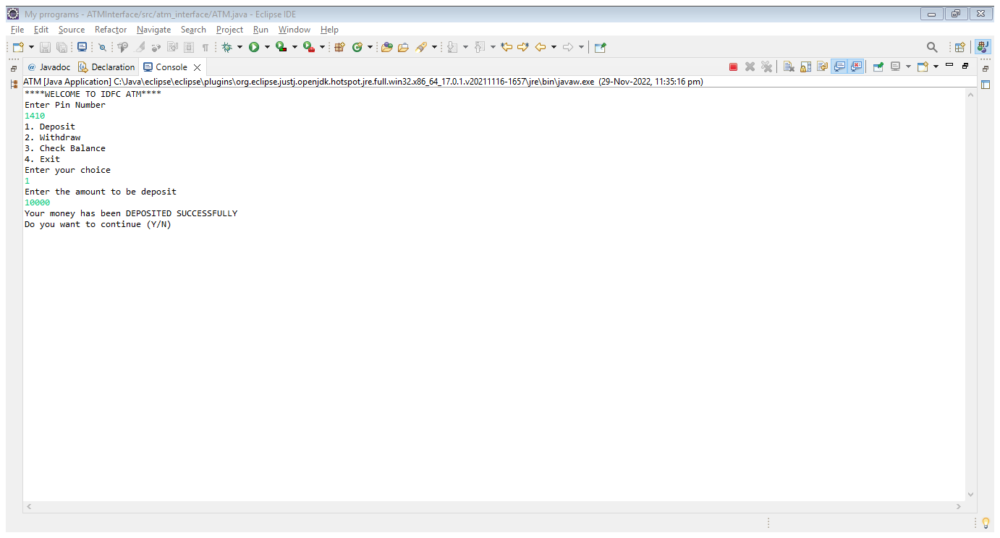 My prrograms - ATMInterface/src/atm_interface/ATM.java - Eclipse IDE
File Edit Source Refactor Navigate Search Project Run Window Help
@ Javadoc Declaration Console
ATM [Java Application] C:\Java\eclipse\eclipse\plugins\org.eclipse.justj.openjdk.hotspot.jre.full.win32.x86_64_17.0.1.v20211116-1657\jre\bin\javaw.exe (29-Nov-2022, 11:35:16 pm)
****WELCOME TO IDFC ATM****
Enter Pin Number
1410
1. Deposit
2. Withdraw
3. Check Balance
4. Exit
Enter your choice
1
Enter the amount to be deposit
10000
Your money has been DEPOSITED SUCCESSFULLY
Do you want to continue (Y/N)